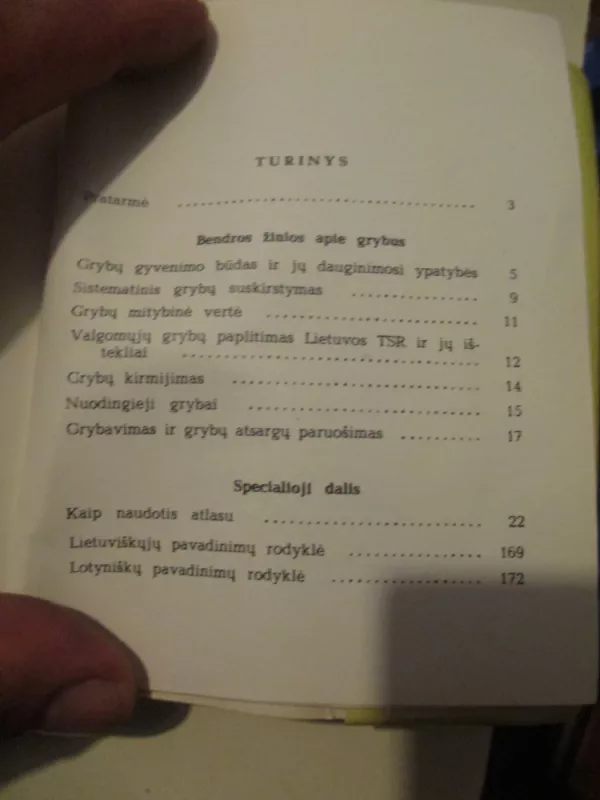 TURINYS
Pratarmė .......... 3
Bendros žinios apie grybus
Grybų gyvenimo būdas ir jų dauginimosi ypatybės 5
Sistematinis grybų suskirstymas .......... 9
Grybų mitybinė vertė .......... 11
Valgomųjų grybų paplitimas Lietuvos TSR ir jų iš-
tekliai .......... 12
Grybų kirmijimas .......... 14
Nuodingieji grybai .......... 15
Grybavimas ir grybų atsargų paruošimas .......... 17
Specialioji dalis
Kaip naudotis atlasu .......... 22
Lietuviškųjų pavadinimų rodyklė .......... 169
Lotyniškų pavadinimų rodyklė .......... 172